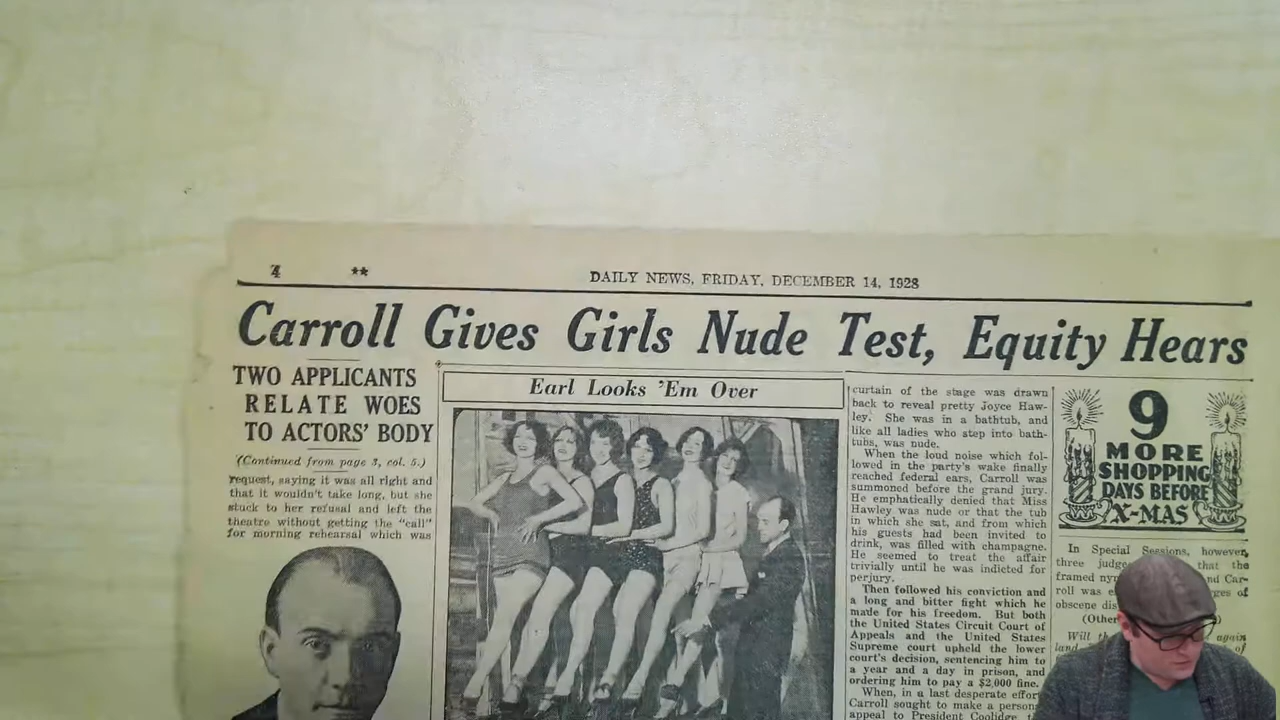 4 ** DAILY NEWS, FRIDAY, DECEMBER 14, 1928
Carroll Gives Girls Nude Test, Equity Hears
TWO APPLICANTS
RELATE WOES
TO ACTORS' BODY
(Continued from page 3, col. 5.)
request, saying it was all right and
that it wouldn't take long, but she
stuck to her refusal and left the
theatre without getting the "call"
for morning rehearsal which was
Earl Looks 'Em Over
curtain of the stage was drawn
back to reveal pretty Joyce Haw-
ley. She was in a bathtub, and
like all ladies who step into bath-
tubs, was nude.
When the loud noise which fol-
lowed in the party's wake finally
reached federal ears, Carroll was
summoned before the grand jury.
He emphatically denied that Miss
Hawley was nude or that the tub
in which she sat, and from which
his guests had been invited to
drink, was filled with champagne.
He seemed to treat the affair
trivially until he was indicted for
perjury.
Then followed his conviction and
a long and bitter fight which he
made for his freedom. But both
the United States Circuit Court of
Appeals and the United States
Supreme court upheld the lower
court's decision, sentencing him to
a year and a day in prison, and
ordering him to pay a $2,000 fine.
When, in a last desperate effort
Carroll sought to make a person
appeal to President Coolidge,
9
MORE
SHOPPING
DAYS BEFORE
X-MAS
In Special Sessions, however,
three judge that the
framed nd Car-
roll was of
obscene
(Other
Will again
of